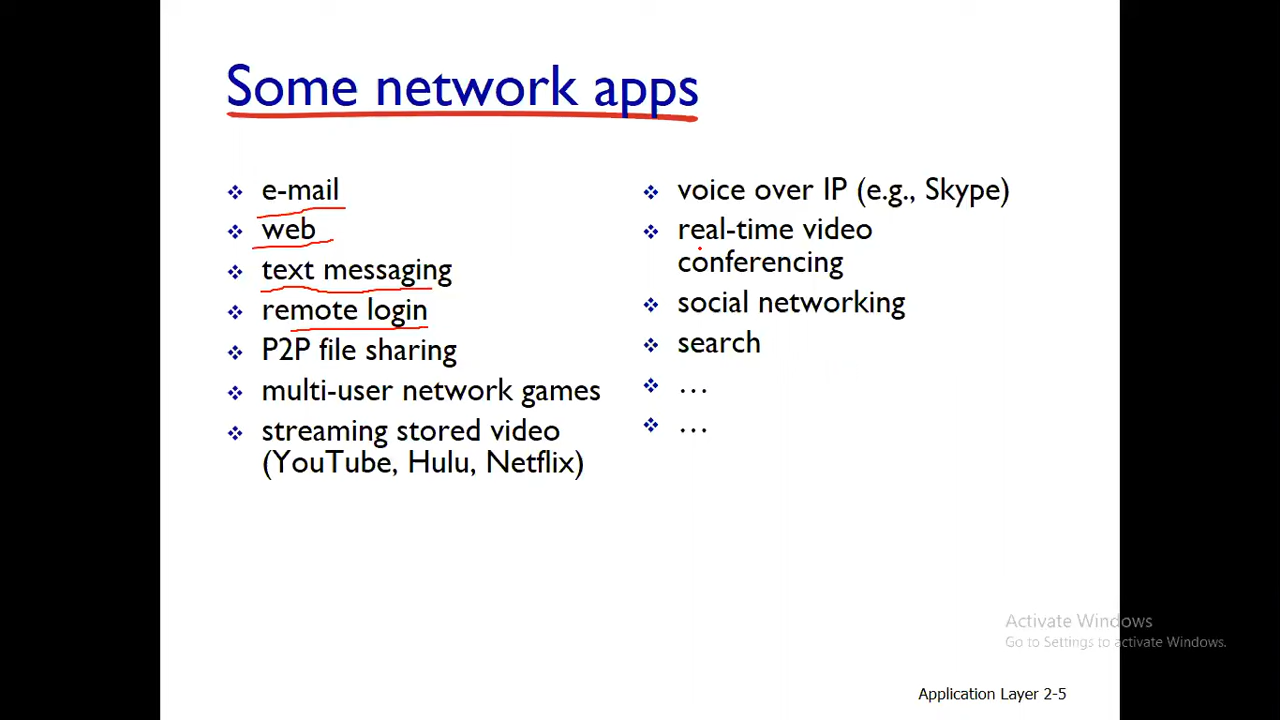 Some network apps
e-mail
web
text messaging
remote login
P2P file sharing
multi-user network games
streaming stored video
(YouTube, Hulu, Netflix)
voice over IP (e.g., Skype)
real-time video
conferencing
social networking
search
…
…
Activate Windows
Go to Settings to activate Windows.
Application Layer 2-5